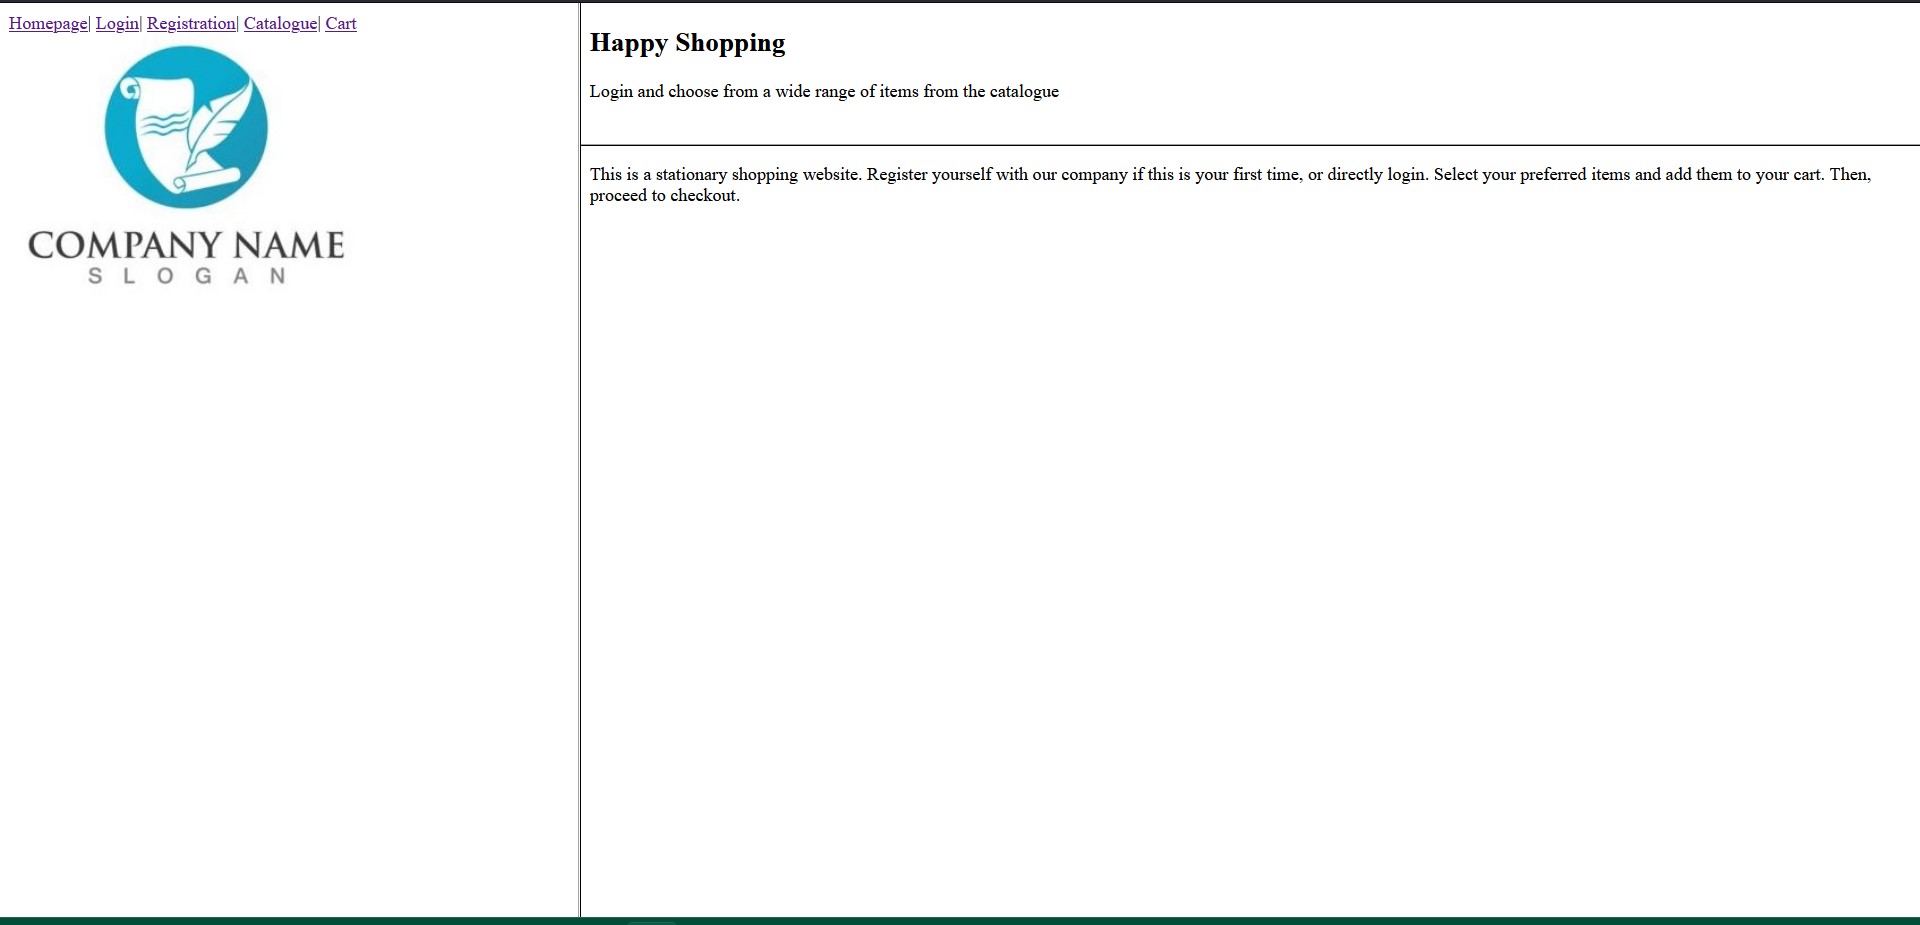 Homepage| Login| Registration| Catalogue| Cart
COMPANY NAME
SLOGAN
Happy Shopping
Login and choose from a wide range of items from the catalogue
This is a stationary shopping website. Register yourself with our company if this is your first time, or directly login. Select your preferred items and add them to your cart. Then,
proceed to checkout.